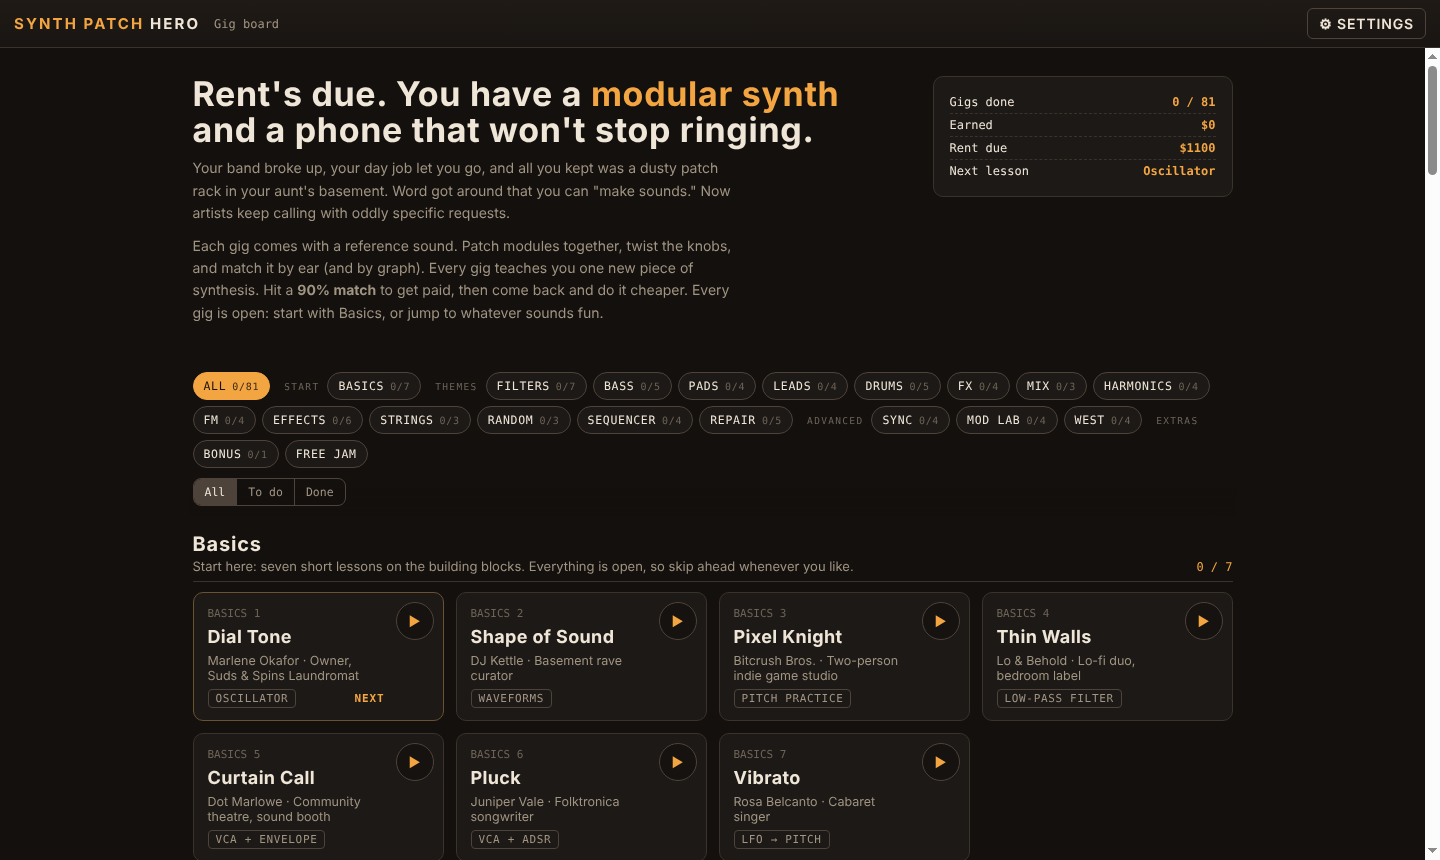 SYNTH PATCH HERO Gig board
⚙ SETTINGS
Rent's due. You have a modular synth
and a phone that won't stop ringing.
Your band broke up, your day job let you go, and all you kept was a dusty patch
rack in your aunt's basement. Word got around that you can "make sounds." Now
artists keep calling with oddly specific requests.
Each gig comes with a reference sound. Patch modules together, twist the knobs,
and match it by ear (and by graph). Every gig teaches you one new piece of
synthesis. Hit a 90% match to get paid, then come back and do it cheaper. Every
gig is open: start with Basics, or jump to whatever sounds fun.
Gigs done 0 / 81
Earned $0
Rent due $1100
Next lesson Oscillator
ALL 0/81 START BASICS 0/7 THEMES FILTERS 0/7 BASS 0/5 PADS 0/4 LEADS 0/4 DRUMS 0/5 FX 0/4 MIX 0/3 HARMONICS 0/4
FM 0/4 EFFECTS 0/6 STRINGS 0/3 RANDOM 0/3 SEQUENCER 0/4 REPAIR 0/5 ADVANCED SYNC 0/4 MOD LAB 0/4 WEST 0/4 EXTRAS
BONUS 0/1 FREE JAM
All To do Done
Basics
Start here: seven short lessons on the building blocks. Everything is open, so skip ahead whenever you like. 0 / 7
BASICS 1
Dial Tone
Marlene Okafor · Owner,
Suds & Spins Laundromat
OSCILLATOR NEXT
BASICS 2
Shape of Sound
DJ Kettle · Basement rave
curator
WAVEFORMS
BASICS 3
Pixel Knight
Bitcrush Bros. · Two-person
indie game studio
PITCH PRACTICE
BASICS 4
Thin Walls
Lo & Behold · Lo-fi duo,
bedroom label
LOW-PASS FILTER
BASICS 5
Curtain Call
Dot Marlowe · Community
theatre, sound booth
VCA + ENVELOPE
BASICS 6
Pluck
Juniper Vale · Folktronica
songwriter
VCA + ADSR
BASICS 7
Vibrato
Rosa Belcanto · Cabaret
singer
LFO → PITCH